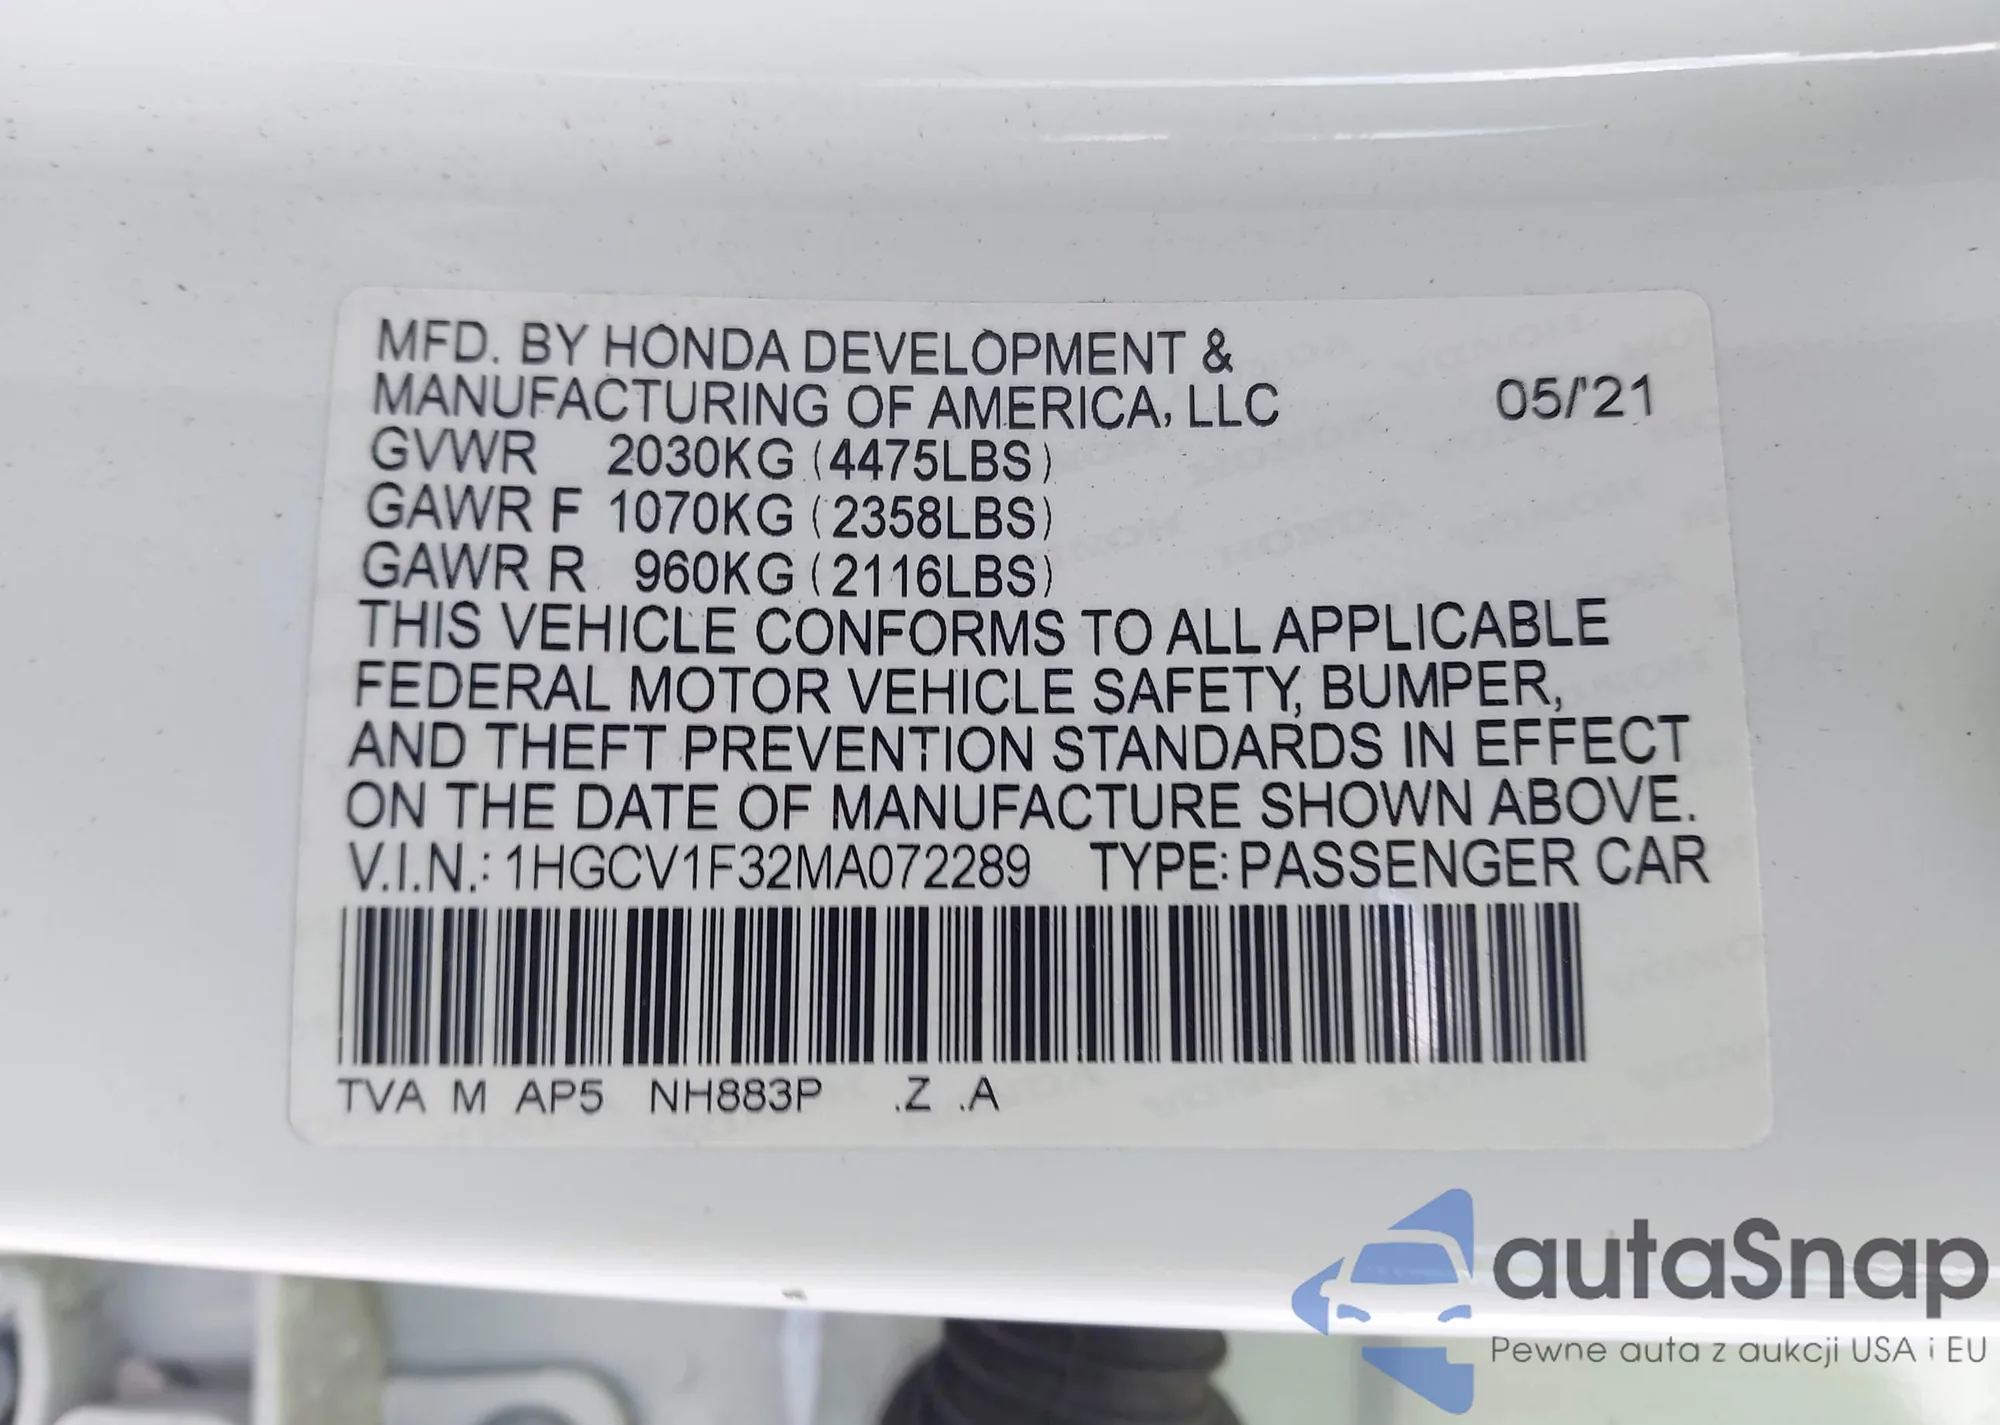 MFD. BY HONDA DEVELOPMENT &
MANUFACTURING OF AMERICA, LLC 05/'21
GVWR 2030KG (4475LBS)
GAWR F 1070KG (2358LBS)
GAWR R 960KG (2116LBS)
THIS VEHICLE CONFORMS TO ALL APPLICABLE
FEDERAL MOTOR VEHICLE SAFETY, BUMPER,
AND THEFT PREVENTION STANDARDS IN EFFECT
ON THE DATE OF MANUFACTURE SHOWN ABOVE.
V.I.N.: 1HGCV1F32MA072289 TYPE: PASSENGER CAR
TVA M AP5 NH883P .Z .A
autaSnap
Pewne auta z aukcji USA i EU